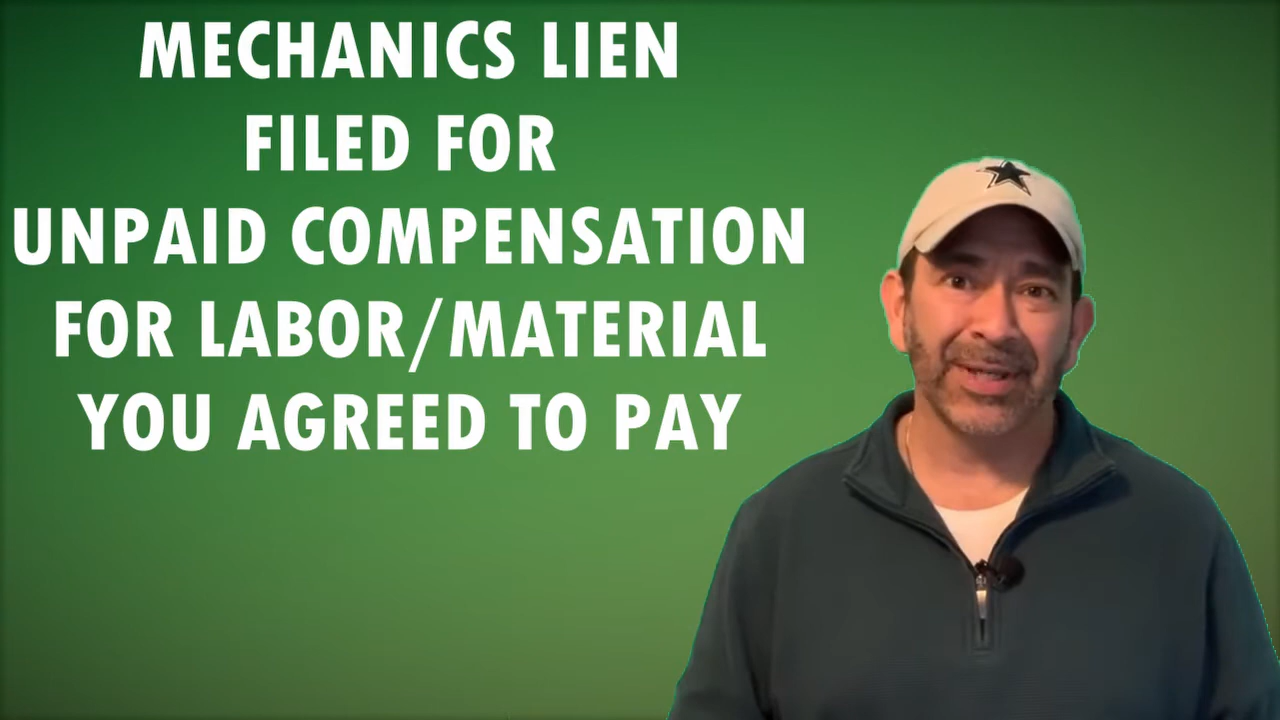 MECHANICS LIEN
FILED FOR
UNPAID COMPENSATION
FOR LABOR/MATERIAL
YOU AGREED TO PAY